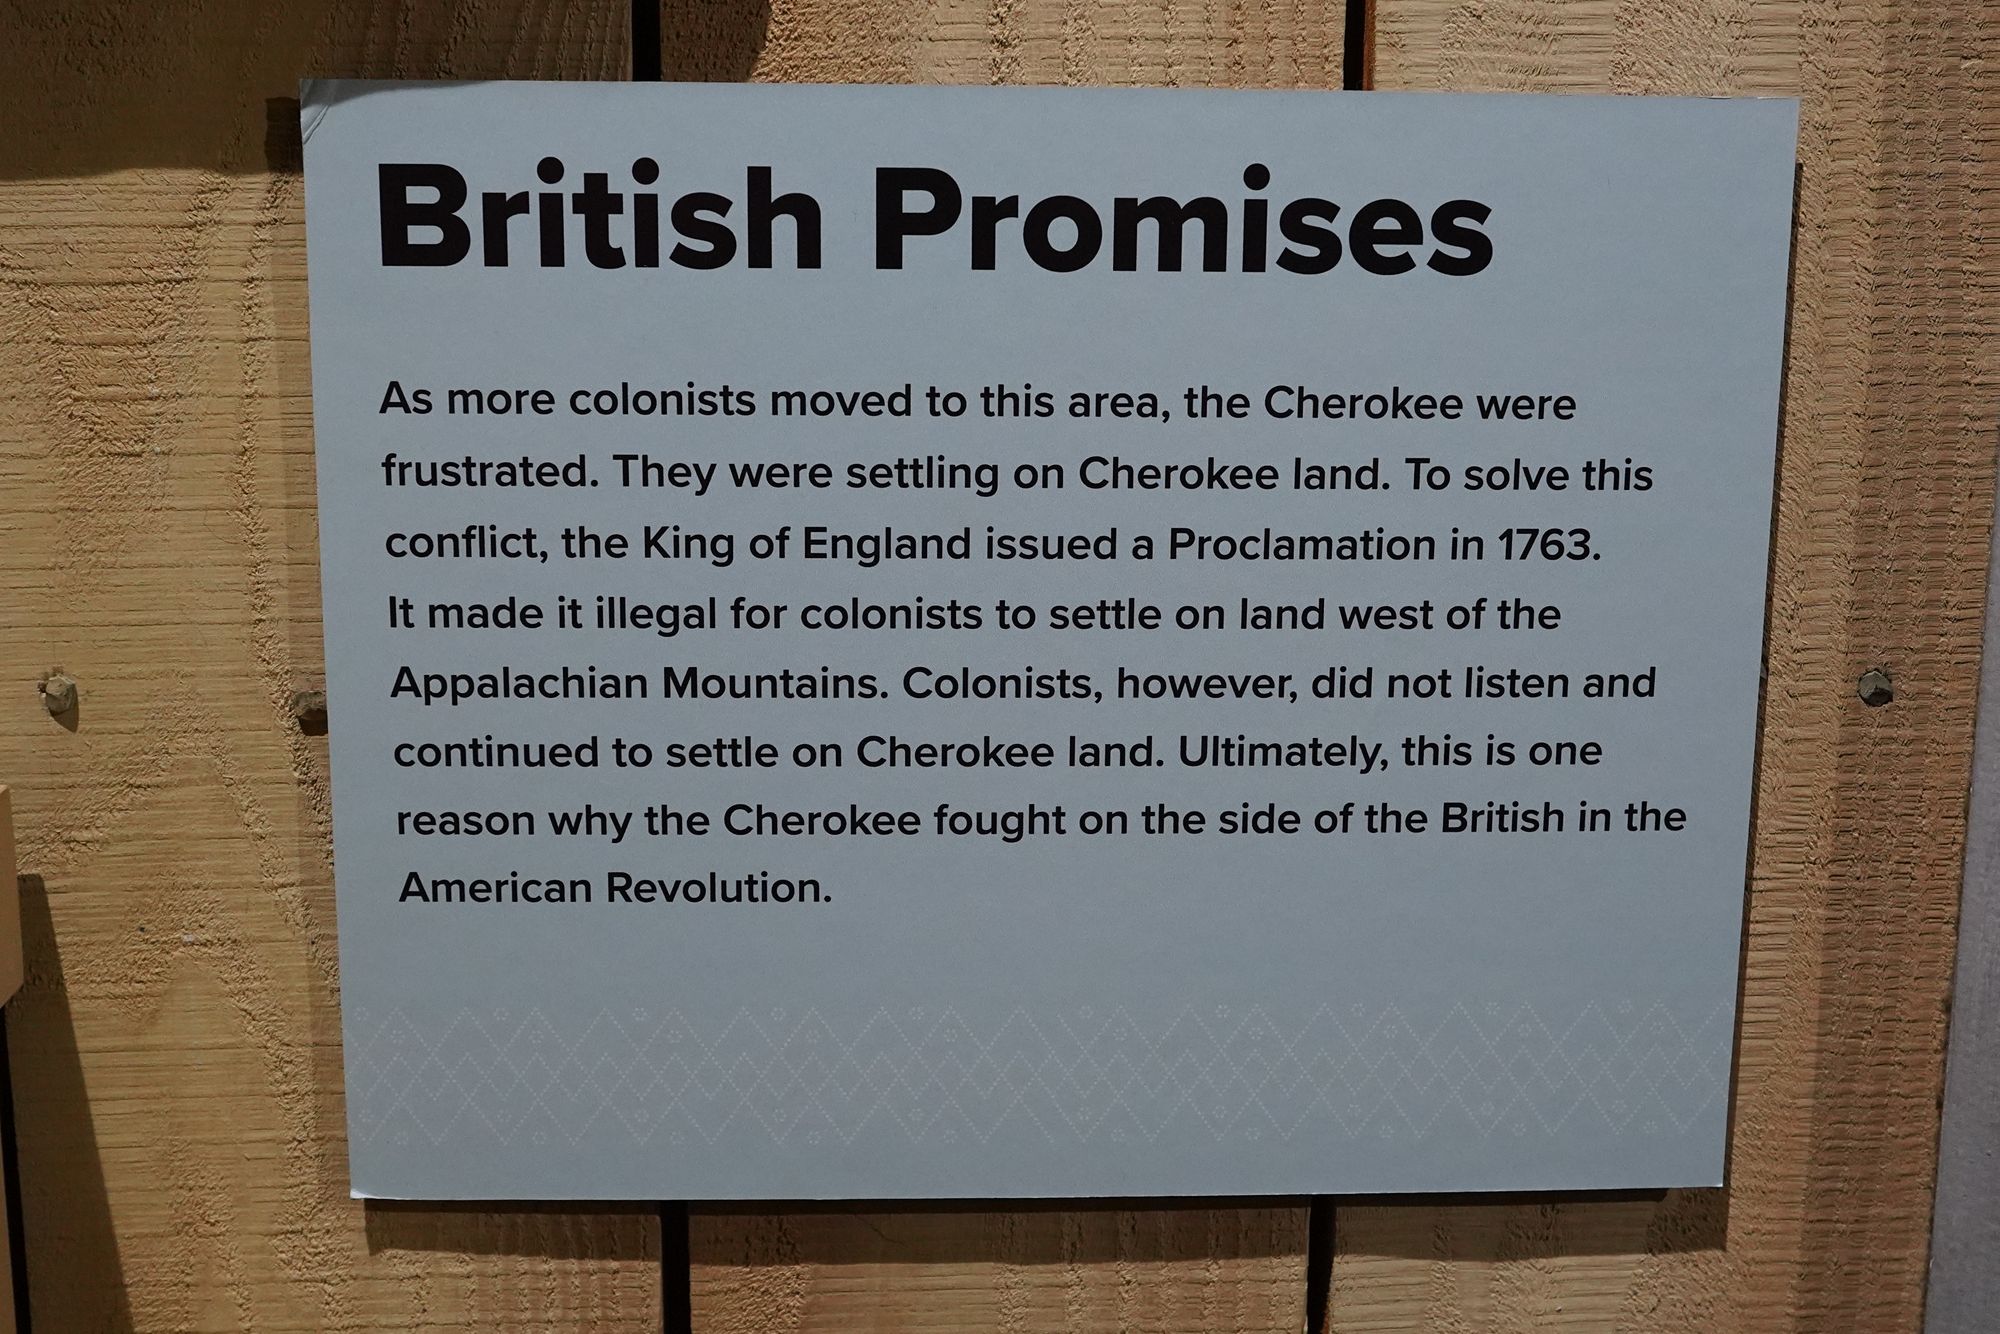 British Promises
As more colonists moved to this area, the Cherokee were
frustrated. They were settling on Cherokee land. To solve this
conflict, the King of England issued a Proclamation in 1763.
It made it illegal for colonists to settle on land west of the
Appalachian Mountains. Colonists, however, did not listen and
continued to settle on Cherokee land. Ultimately, this is one
reason why the Cherokee fought on the side of the British in the
American Revolution.